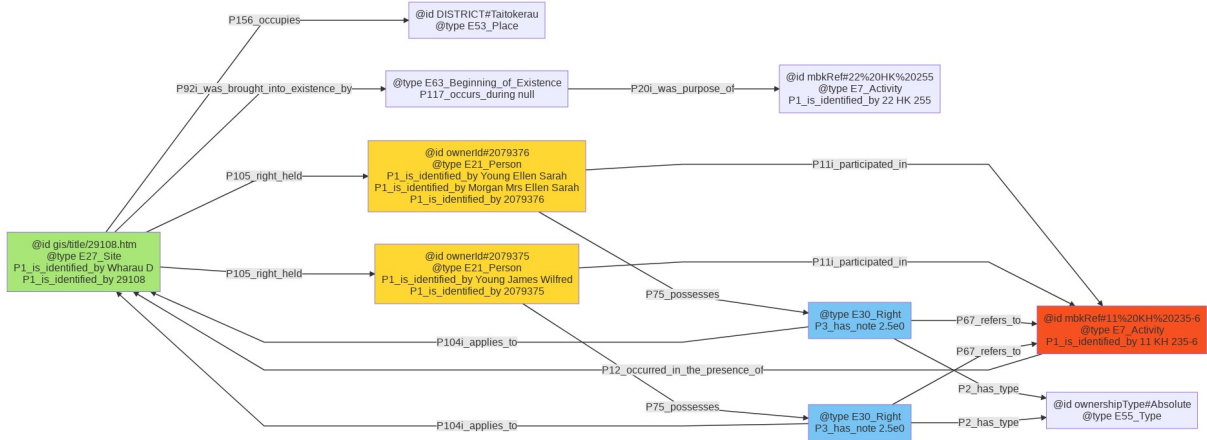 P156_occupies
@id DISTRICT#Taitokerau
@type E53_Place
P92i_was_brought_into_existence_by
@type E63_Beginning_of_Existence
P117_occurs_during null
P20i_was_purpose_of
@id mbkRef#22%20HK%20255
@type E7_Activity
P1_is_identified_by 22 HK 255
P105_right_held
@id ownerId#2079376
@type E21_Person
P1_is_identified_by Young Ellen Sarah
P1_is_identified_by Morgan Mrs Ellen Sarah
P1_is_identified_by 2079376
P11i_participated_in
@id gis/title/29108.htm
@type E27_Site
P1_is_identified_by Wharau D
P1_is_identified_by 29108
P105_right_held
@id ownerId#2079375
@type E21_Person
P1_is_identified_by Young James Wilfred
P1_is_identified_by 2079375
P11i_participated_in
P75_possesses
@type E30_Right
P3_has_note 2.5e0
P67_refers_to
@id mbkRef#11%20KH%20235-6
@type E7_Activity
P1_is_identified_by 11 KH 235-6
P104i_applies_to
P67_refers_to
P12_occurred_in_the_presence_of
P2_has_type
P75_possesses
@type E30_Right
P3_has_note 2.5e0
P2_has_type
@id ownershipType#Absolute
@type E55_Type
P104i_applies_to